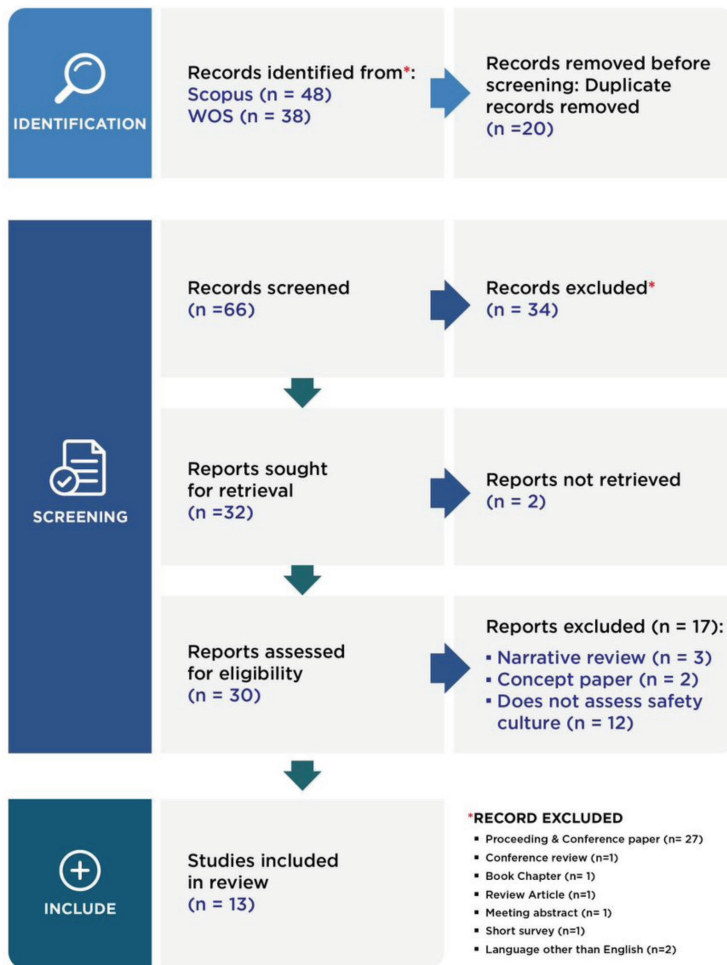 IDENTIFICATION
Records identified from*:
Scopus (n = 48)
WOS (n = 38)
Records removed before
screening: Duplicate
records removed
(n =20)
SCREENING
Records screened
(n =66)
Records excluded*
(n = 34)
Reports sought
for retrieval
(n =32)
Reports not retrieved
(n = 2)
Reports assessed
for eligibility
(n = 30)
Reports excluded (n = 17):
▪ Narrative review (n = 3)
▪ Concept paper (n = 2)
▪ Does not assess safety
culture (n = 12)
INCLUDE
Studies included
in review
(n = 13)
*RECORD EXCLUDED
▪ Proceeding & Conference paper (n= 27)
▪ Conference review (n=1)
▪ Book Chapter (n= 1)
▪ Review Article (n=1)
▪ Meeting abstract (n= 1)
▪ Short survey (n=1)
▪ Language other than English (n=2)